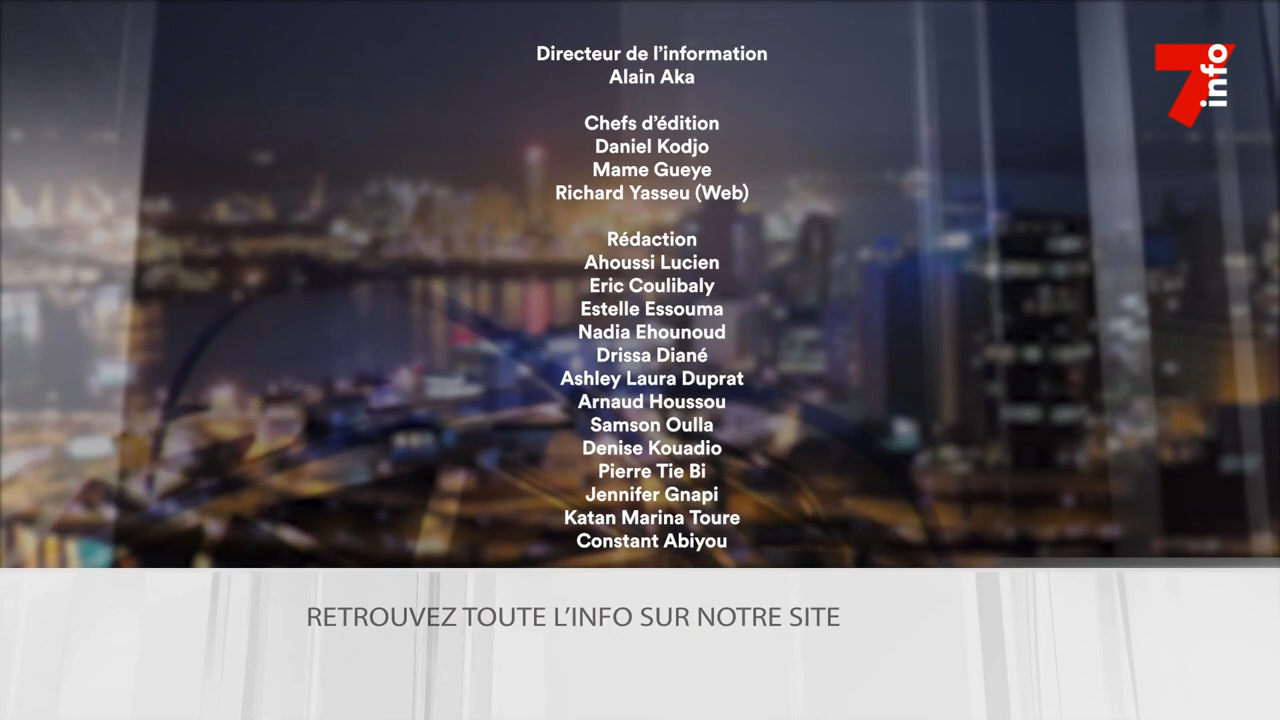 Directeur de l’information
Alain Aka
Chefs d’édition
Daniel Kodjo
Mame Gueye
Richard Yasseu (Web)
Rédaction
Ahoussi Lucien
Eric Coulibaly
Estelle Essouma
Nadia Ehounoud
Drissa Diané
Ashley Laura Duprat
Arnaud Houssou
Samson Oulla
Denise Kouadio
Pierre Tie Bi
Jennifer Gnapi
Katan Marina Toure
Constant Abiyou
7info
RETROUVEZ TOUTE L’INFO SUR NOTRE SITE